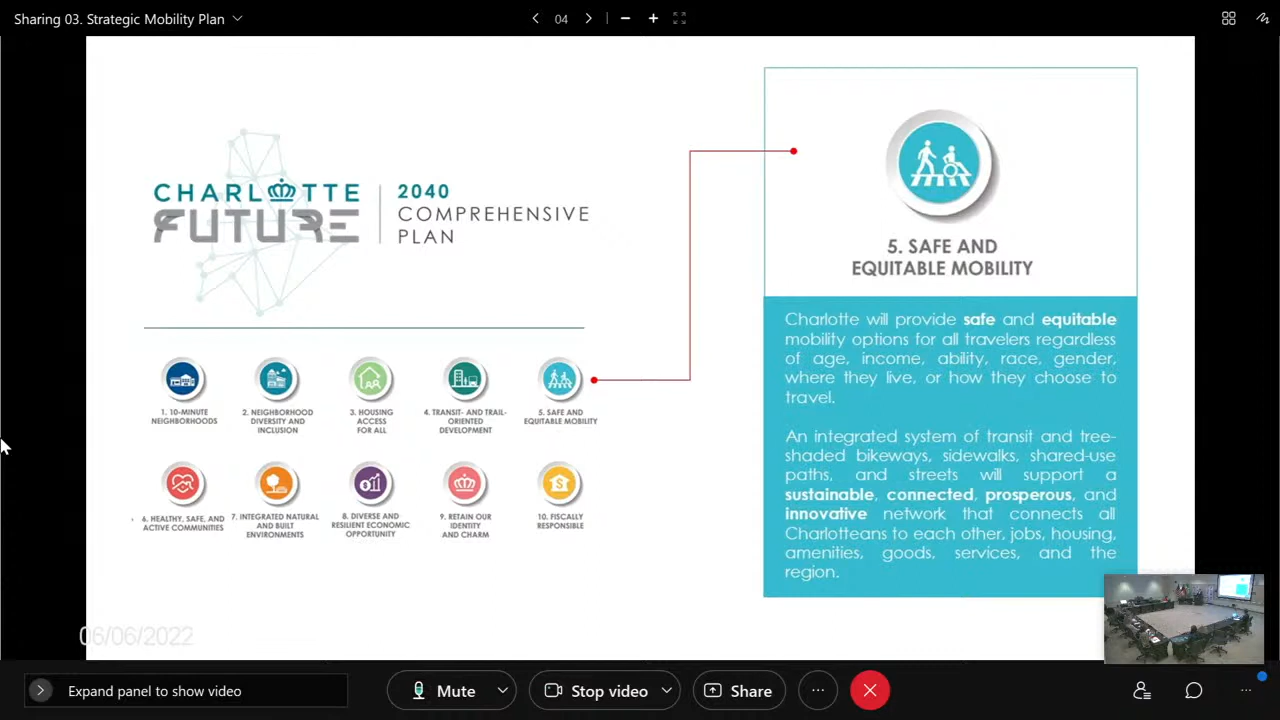 Sharing 03. Strategic Mobility Plan
04
CHARLOTTE
FUTURE
2040
COMPREHENSIVE
PLAN
1. 10-MINUTE
NEIGHBORHOODS
2. NEIGHBORHOOD
DIVERSITY AND
INCLUSION
3. HOUSING
ACCESS
FOR ALL
4. TRANSIT- AND TRAIL-
ORIENTED
DEVELOPMENT
5. SAFE AND
EQUITABLE MOBILITY
6. HEALTHY, SAFE, AND
ACTIVE COMMUNITIES
7. INTEGRATED NATURAL
AND BUILT
ENVIRONMENTS
8. DIVERSE AND
RESILIENT ECONOMIC
OPPORTUNITY
9. RETAIN OUR
IDENTITY
AND CHARM
10. FISCALLY
RESPONSIBLE
5. SAFE AND
EQUITABLE MOBILITY
Charlotte will provide safe and equitable
mobility options for all travelers regardless
of age, income, ability, race, gender,
where they live, or how they choose to
travel.
An integrated system of transit and tree-
shaded bikeways, sidewalks, shared-use
paths, and streets will support a
sustainable, connected, prosperous, and
innovative network that connects all
Charlotteans to each other, jobs, housing,
amenities, goods, services, and the
region.
06/06/2022
Expand panel to show video
Mute
Stop video
Share